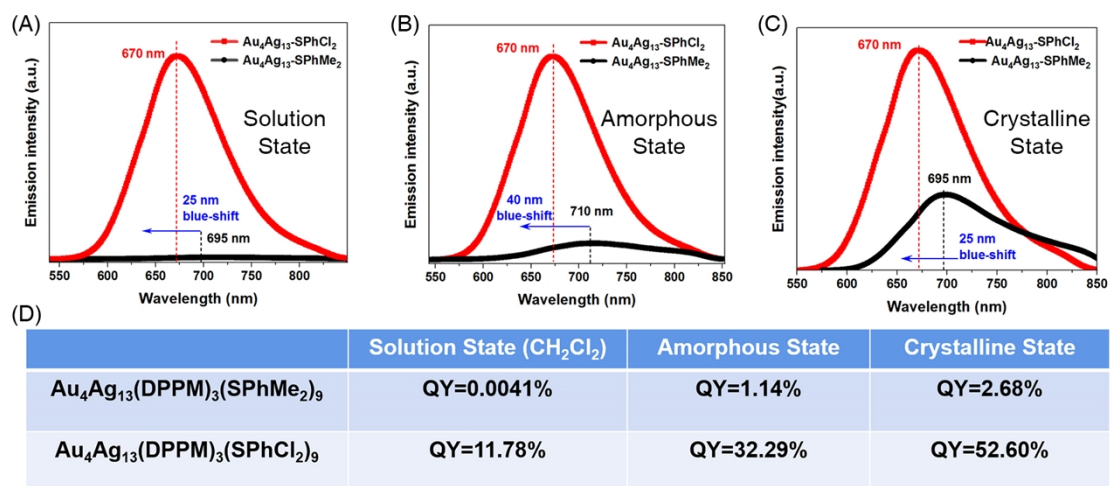 (A)
Emission intensity (a.u.)
670 nm
Au₄Ag₁₃-SPhCl₂
Au₄Ag₁₃-SPhMe₂
Solution
State
25 nm
blue-shift
695 nm
550 600 650 700 750 800
Wavelength (nm)
(B)
Emission intensity (a.u.)
670 nm
Au₄Ag₁₃-SPhCl₂
Au₄Ag₁₃-SPhMe₂
Amorphous
State
40 nm
blue-shift
710 nm
550 600 650 700 750 800 850
Wavelength (nm)
(C)
Emission intensity(a.u.)
670 nm
Au₄Ag₁₃-SPhCl₂
Au₄Ag₁₃-SPhMe₂
Crystalline
State
695 nm
25 nm
blue-shift
550 600 650 700 750 800 850
Wavelength (nm)
(D)
Solution State (CH₂Cl₂) Amorphous State Crystalline State
Au₄Ag₁₃(DPPM)₃(SPhMe₂)₉ QY=0.0041% QY=1.14% QY=2.68%
Au₄Ag₁₃(DPPM)₃(SPhCl₂)₉ QY=11.78% QY=32.29% QY=52.60%